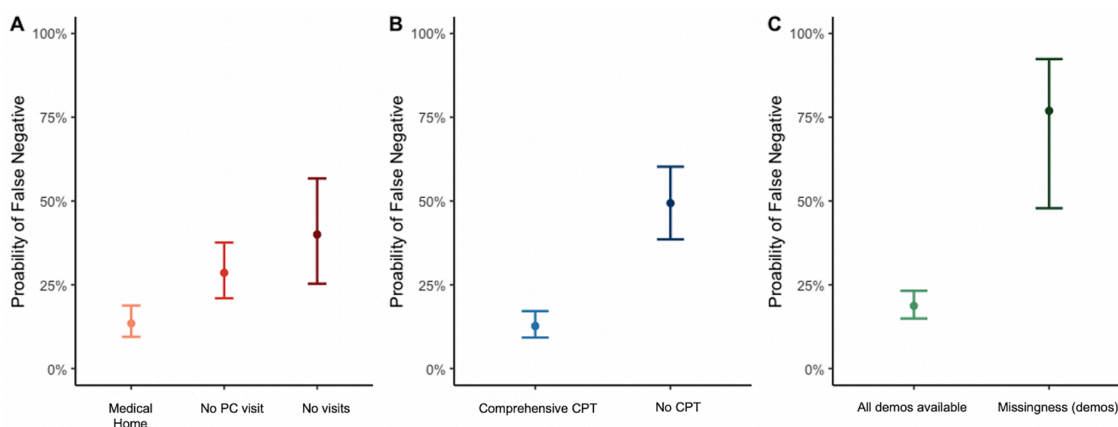 A
Proability of False Negative
100%
75%
50%
25%
0%
Medical
Home
No PC visit
No visits
B
Proability of False Negative
100%
75%
50%
25%
0%
Comprehensive CPT
No CPT
C
Proability of False Negative
100%
75%
50%
25%
0%
All demos available
Missingness (demos)